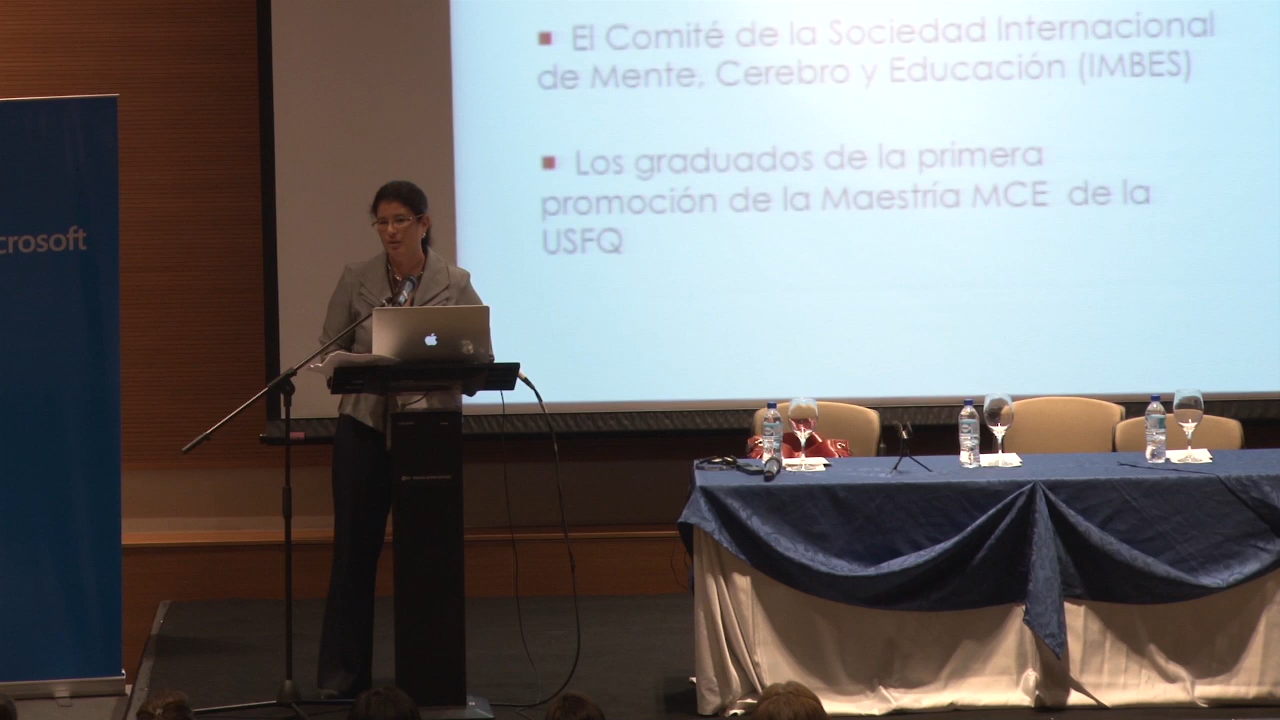 El Comité de la Sociedad Internacional
de Mente, Cerebro y Educación (IMBES)
Los graduados de la primera
promoción de la Maestría MCE de la
USFQ
crosoft